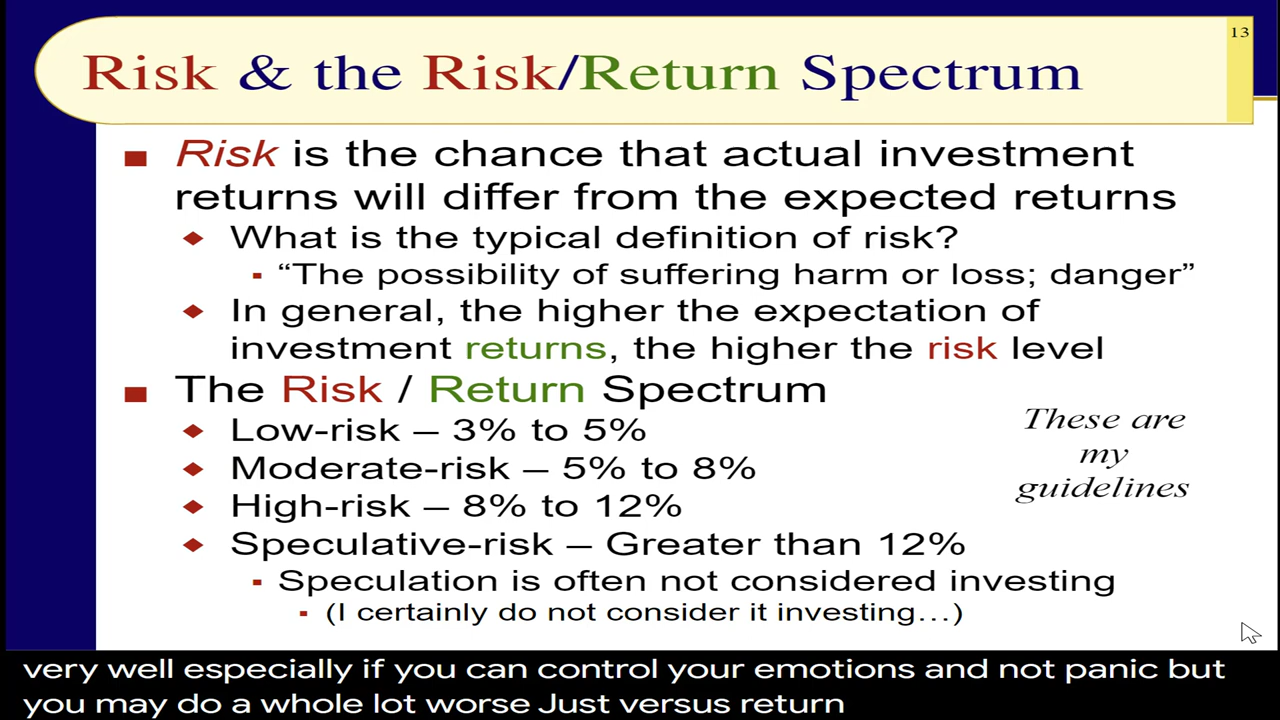 13
Risk & the Risk/Return Spectrum
Risk is the chance that actual investment
returns will differ from the expected returns
What is the typical definition of risk?
“The possibility of suffering harm or loss; danger”
In general, the higher the expectation of
investment returns, the higher the risk level
The Risk / Return Spectrum
Low-risk – 3% to 5%
Moderate-risk – 5% to 8%
High-risk – 8% to 12%
Speculative-risk – Greater than 12%
Speculation is often not considered investing
(I certainly do not consider it investing…)
These are
my
guidelines
very well especially if you can control your emotions and not panic but
you may do a whole lot worse Just versus return